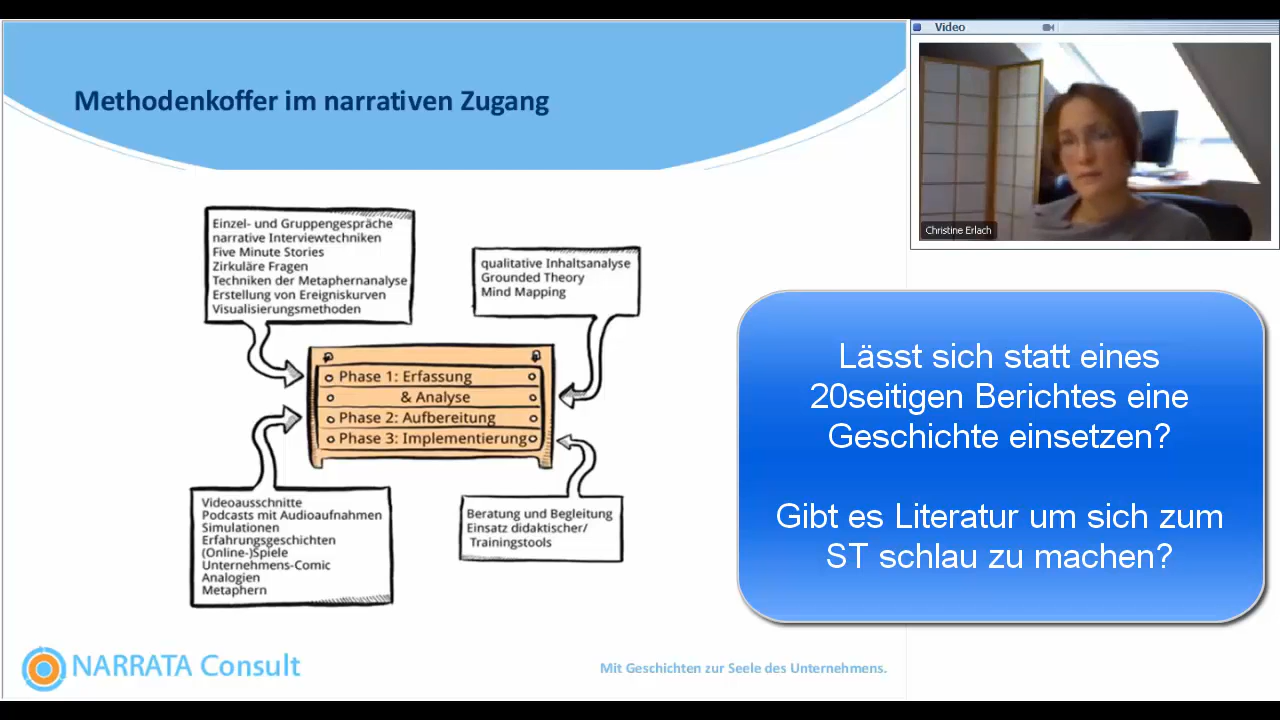 Methodenkoffer im narrativen Zugang
Einzel- und Gruppengespräche
narrative Interviewtechniken
Five Minute Stories
Zirkuläre Fragen
Techniken der Metaphernanalyse
Erstellung von Ereigniskurven
Visualisierungsmethoden
qualitative Inhaltsanalyse
Grounded Theory
Mind Mapping
Phase 1: Erfassung
& Analyse
Phase 2: Aufbereitung
Phase 3: Implementierung
Videoausschnitte
Podcasts mit Audioaufnahmen
Simulationen
Erfahrungsgeschichten
(Online-)Spiele
Unternehmens-Comic
Analogien
Metaphern
Beratung und Begleitung
Einsatz didaktischer/
Trainingstools
NARRATA Consult
Mit Geschichten zur Seele des Unternehmens.
Video
Christine Erlach
Lässt sich statt eines
20seitigen Berichtes eine
Geschichte einsetzen?
Gibt es Literatur um sich zum
ST schlau zu machen?